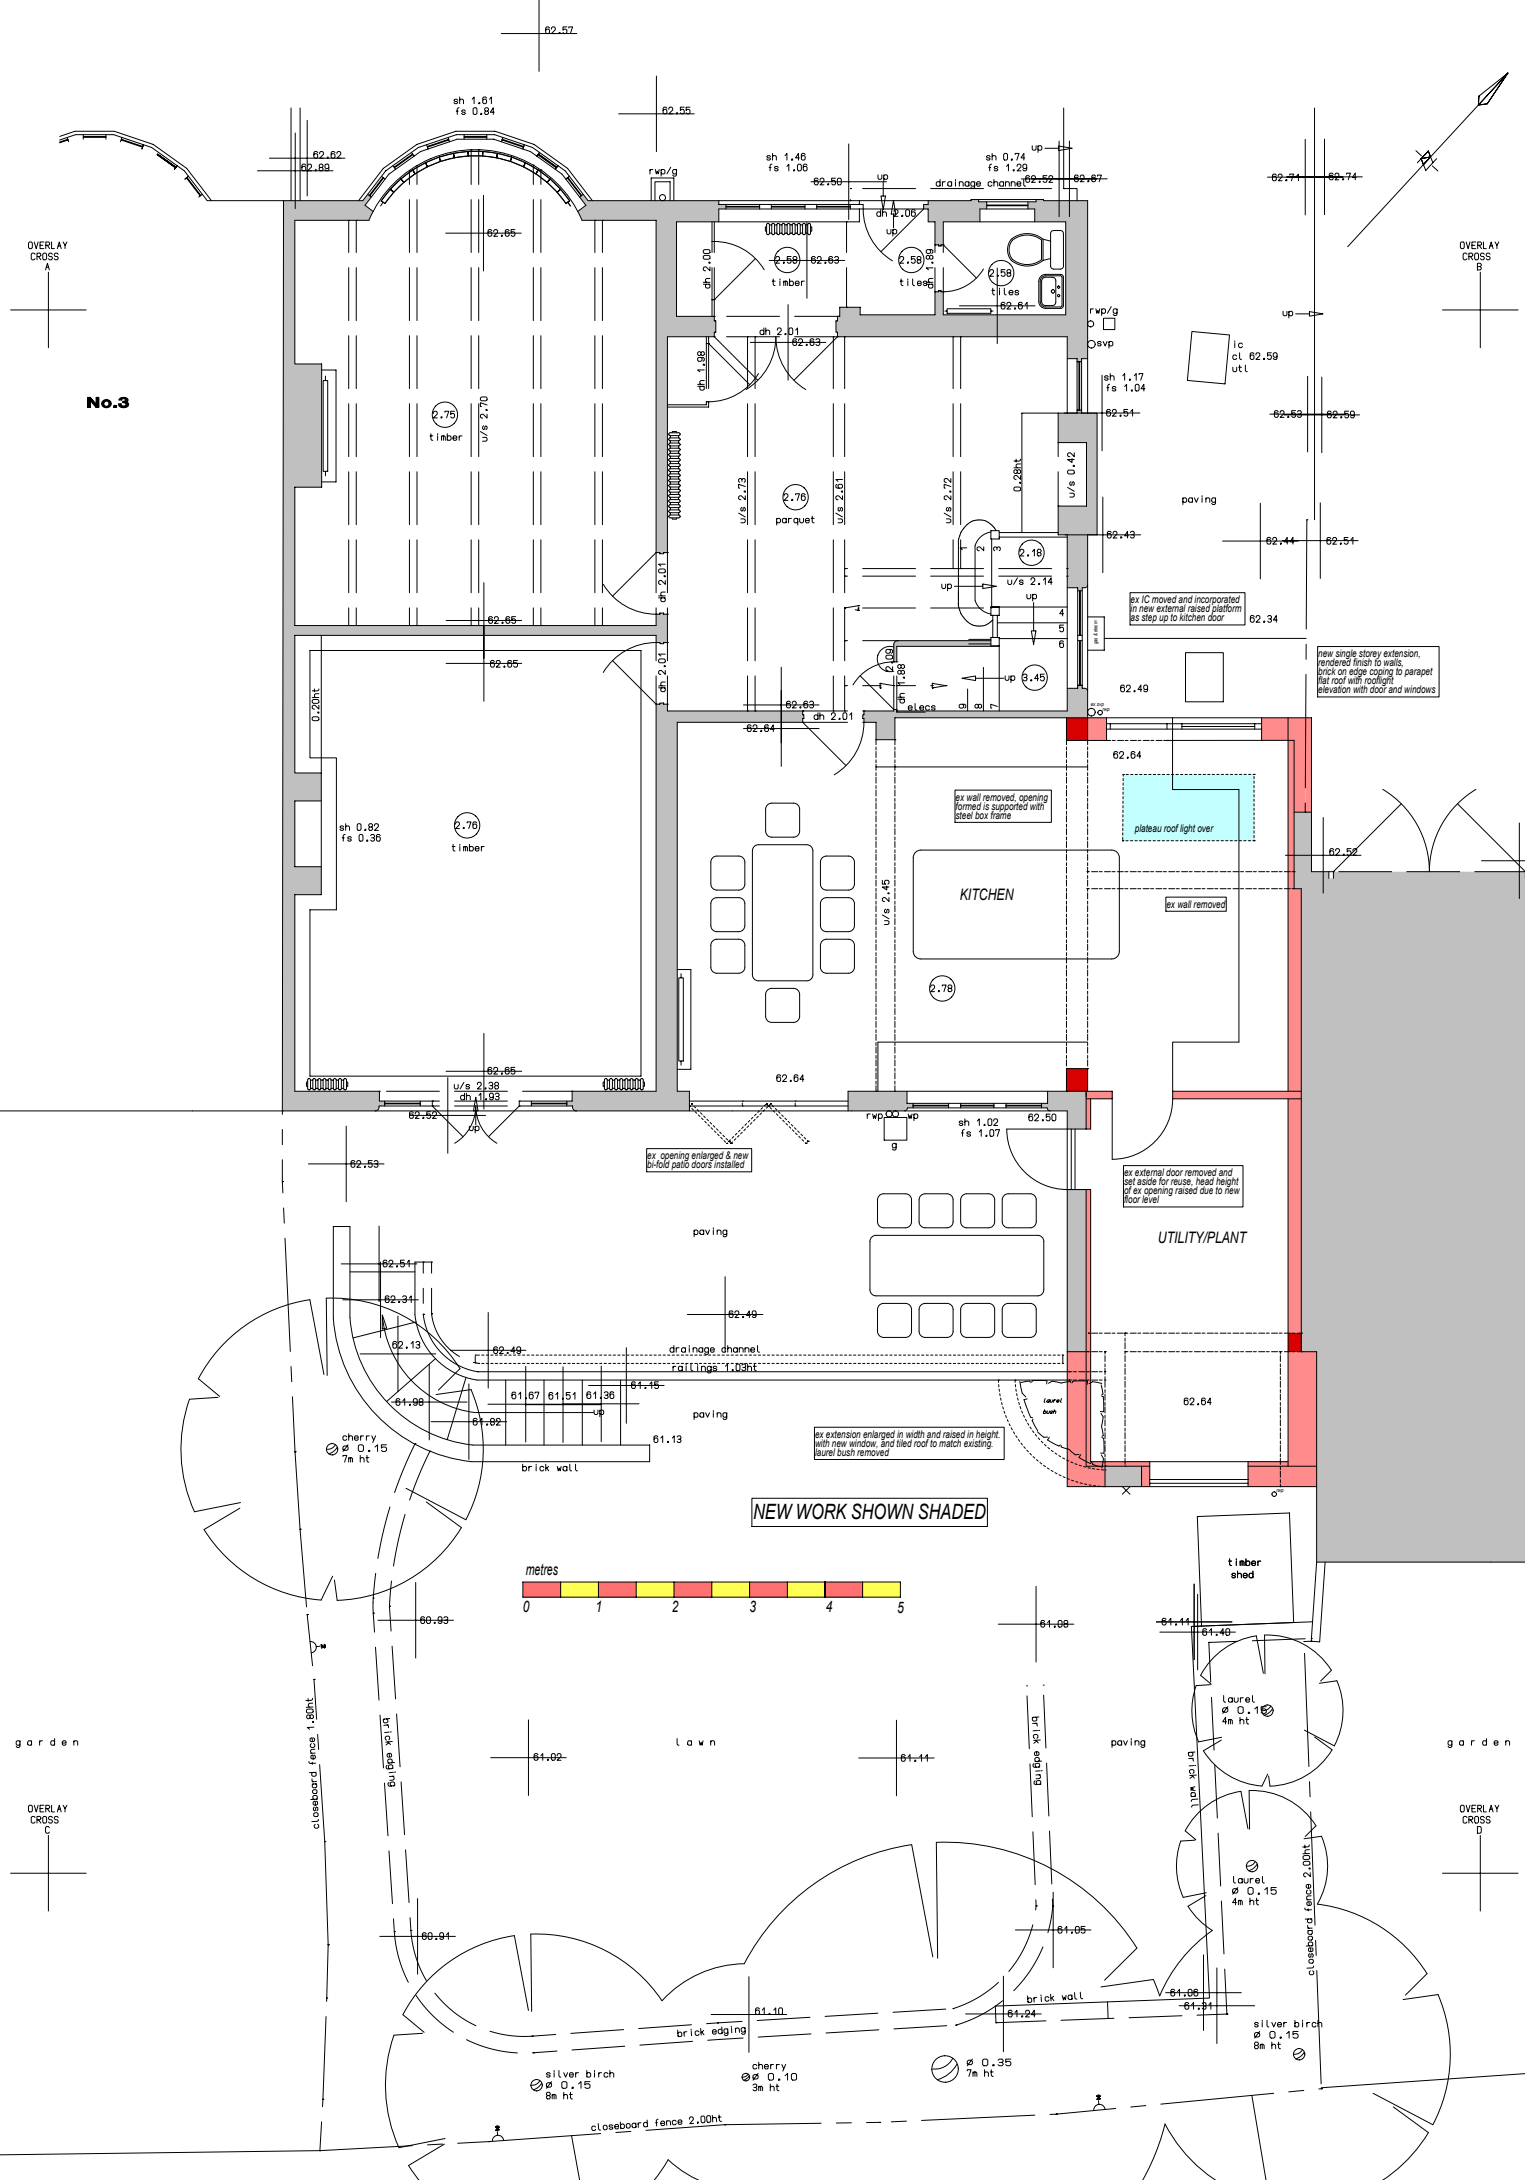 62.57
62.55
sh 1.61
fs 0.84
62.62
62.89
rwp/g
sh 1.46
fs 1.06
62.50
up
sh 0.74
fs 1.29
up
62.52
62.67
drainage channel
62.71
62.74
N
OVERLAY
CROSS
A
OVERLAY
CROSS
B
62.65
dh 2.00
2.58
62.63
timber
dh 2.06
up
2.58
tiles
dh 1.89
2.58
tiles
62.61
rwp/g
svp
up
ic
cl 62.59
utl
dh 2.01
62.63
dh 1.98
No.3
2.75
timber
u/s 2.70
sh 1.17
fs 1.04
62.51
62.53
62.59
u/s 2.73
2.76
parquet
u/s 2.61
u/s 2.72
0.28ht
u/s 0.42
paving
62.43
62.44
62.51
1
2
3
2.18
u/s 2.14
up
up
4
5
6
dh 2.01
62.65
62.65
dh 2.01
2.09
dh 1.88
up
3.45
elecs
9
8
7
ex IC moved and incorporated
in new external raised platform
as step up to kitchen door
62.34
new single storey extension,
rendered finish to walls,
brick on edge coping to parapet
flat roof with rooflight
elevation with door and windows
62.49
0.20ht
62.63
62.64
dh 2.01
62.64
ex wall removed, opening
formed is supported with
steel box frame
plateau roof light over
sh 0.82
fs 0.36
2.76
timber
u/s 2.45
KITCHEN
ex wall removed
62.52
2.78
62.65
u/s 2.38
dh 1.93
62.52
up
62.64
rwp
wp
g
sh 1.02
fs 1.07
62.50
62.53
ex opening enlarged & new
bi-fold patio doors installed
ex external door removed and
set aside for reuse, head height
of ex opening raised due to new
floor level
UTILITY/PLANT
paving
62.51
62.31
62.49
62.13
62.49
drainage channel
railings 1.03ht
61.98
61.82
61.67
61.51
61.36
61.15
up
paving
61.13
cherry
ø 0.15
7m ht
brick wall
laurel
bush
62.64
ex extension enlarged in width and raised in height.
with new window, and tiled roof to match existing.
laurel bush removed
rwp
NEW WORK SHOWN SHADED
metres
0
1
2
3
4
5
timber
shed
60.93
61.08
61.11
61.40
laurel
ø 0.15
4m ht
closeboard fence 1.80ht
brick edging
garden
61.02
lawn
61.11
brick edging
paving
brick wall
garden
OVERLAY
CROSS
C
OVERLAY
CROSS
D
laurel
ø 0.15
4m ht
closeboard fence 2.00ht
60.91
61.05
61.10
brick edging
61.24
brick wall
61.06
61.31
silver birch
ø 0.15
8m ht
silver birch
ø 0.15
8m ht
cherry
ø 0.10
3m ht
ø 0.35
7m ht
closeboard fence 2.00ht